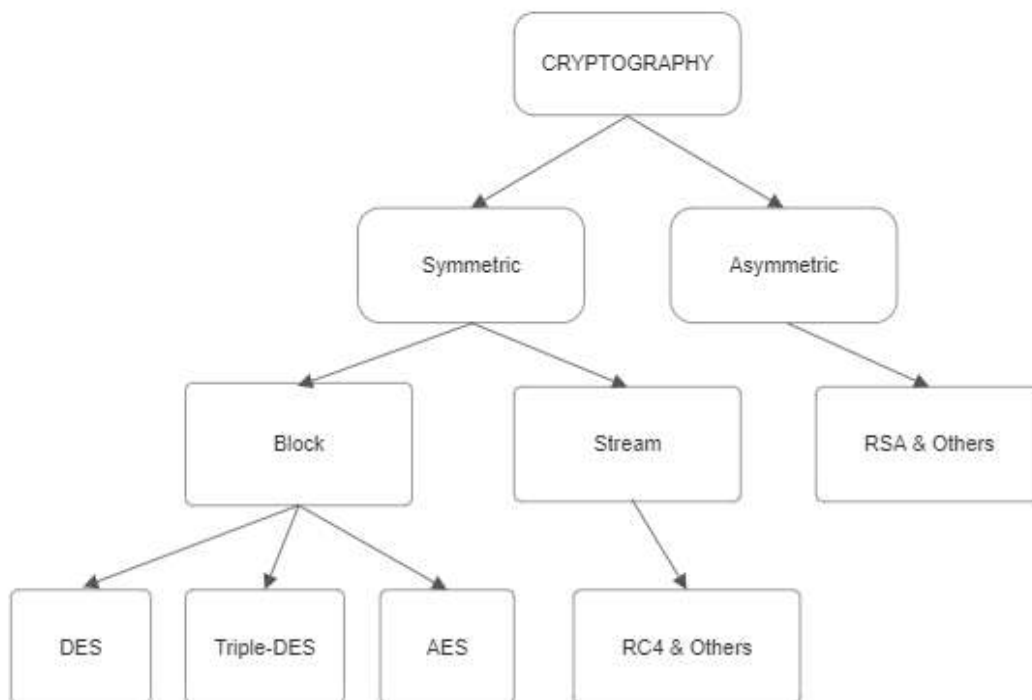 CRYPTOGRAPHY
Symmetric
Asymmetric
Block
Stream
RSA & Others
DES
Triple-DES
AES
RC4 & Others